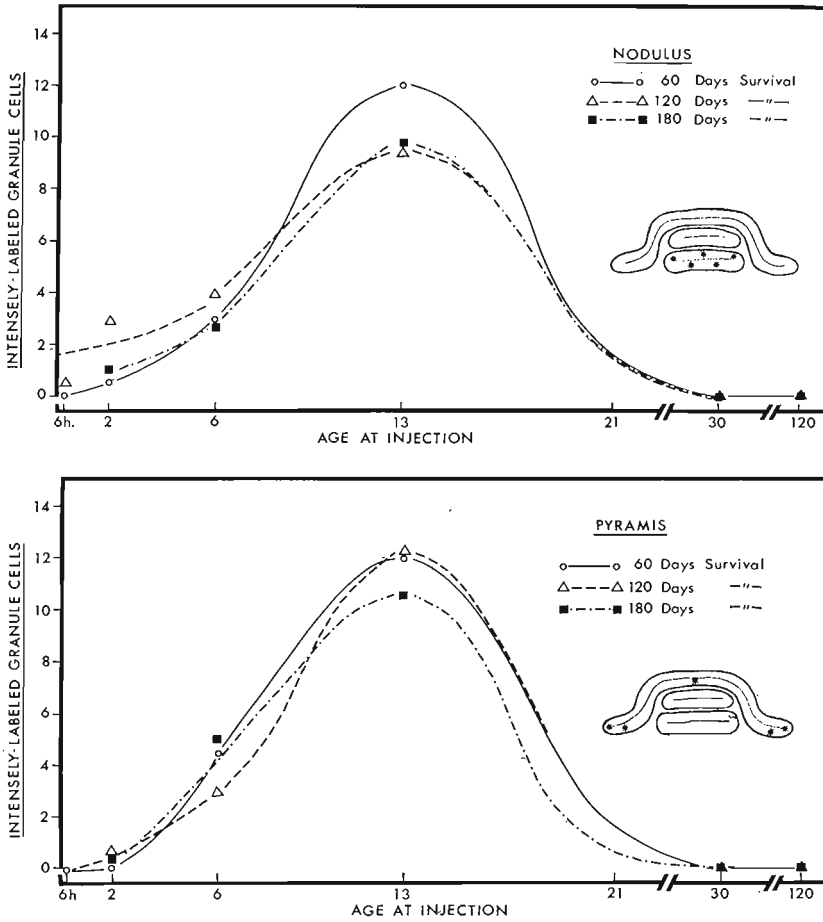 14
12
10
8
6
4
2
0
INTENSELY-LABELED GRANULE CELLS
NODULUS
60 Days Survival
120 Days —〃—
180 Days —〃—
6h. 2 6 13 21 30 120
AGE AT INJECTION
14
12
10
8
6
4
2
0
INTENSELY-LABELED GRANULE CELLS
PYRAMIS
60 Days Survival
120 Days —〃—
180 Days —〃—
6h 2 6 13 21 30 120
AGE AT INJECTION